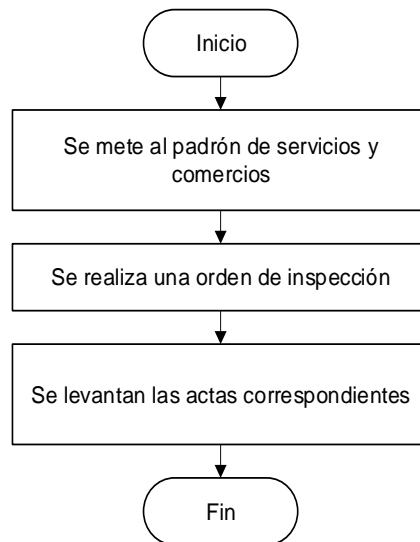 Inicio
Se mete al padrón de servicios y
comercios
Se realiza una orden de inspección
Se levantan las actas correspondientes
Fin